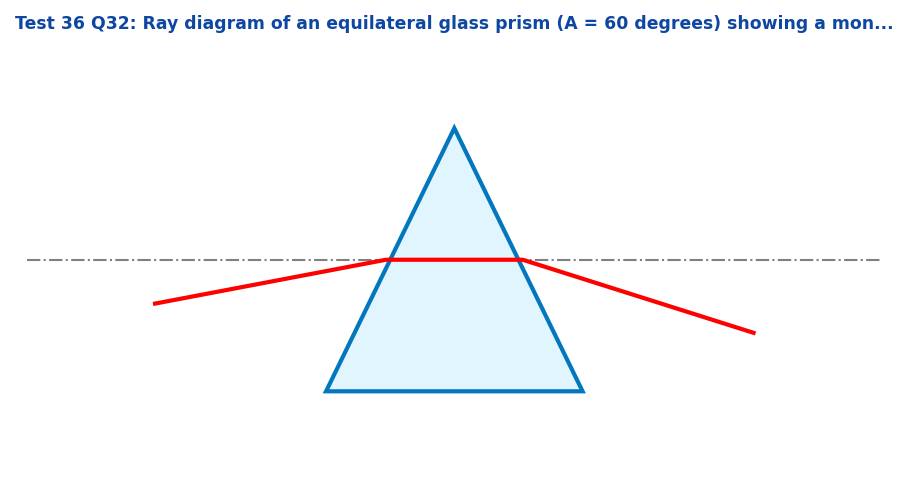 Test 36 Q32: Ray diagram of an equilateral glass prism (A = 60 degrees) showing a mon...